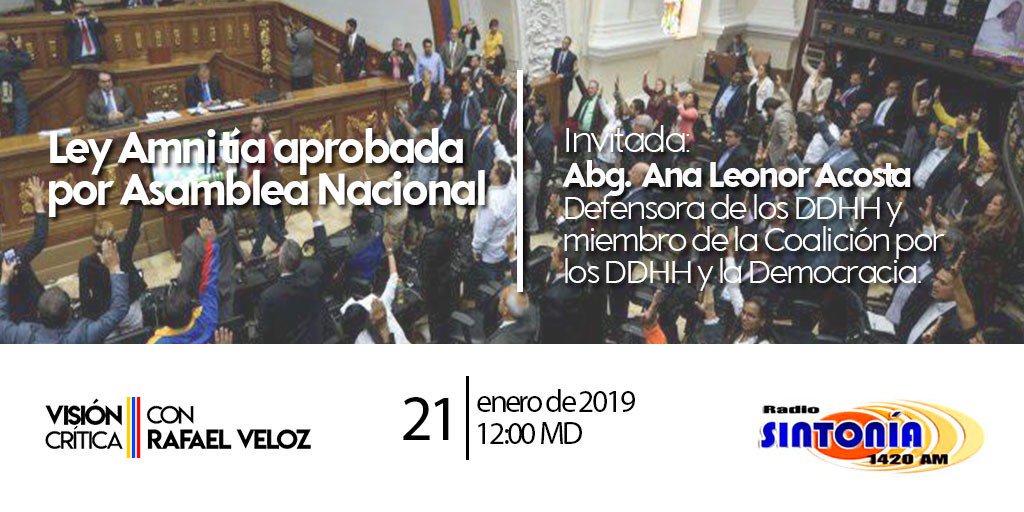 Ley Amnitía aprobada
por Asamblea Nacional
Invitada:
Abg. Ana Leonor Acosta
Defensora de los DDHH y
miembro de la Coalición por
los DDHH y la Democracia.
VISIÓN
CRÍTICA
CON
RAFAEL VELOZ
21
enero de 2019
12:00 MD
Radio
SINTONÍA
1420 AM